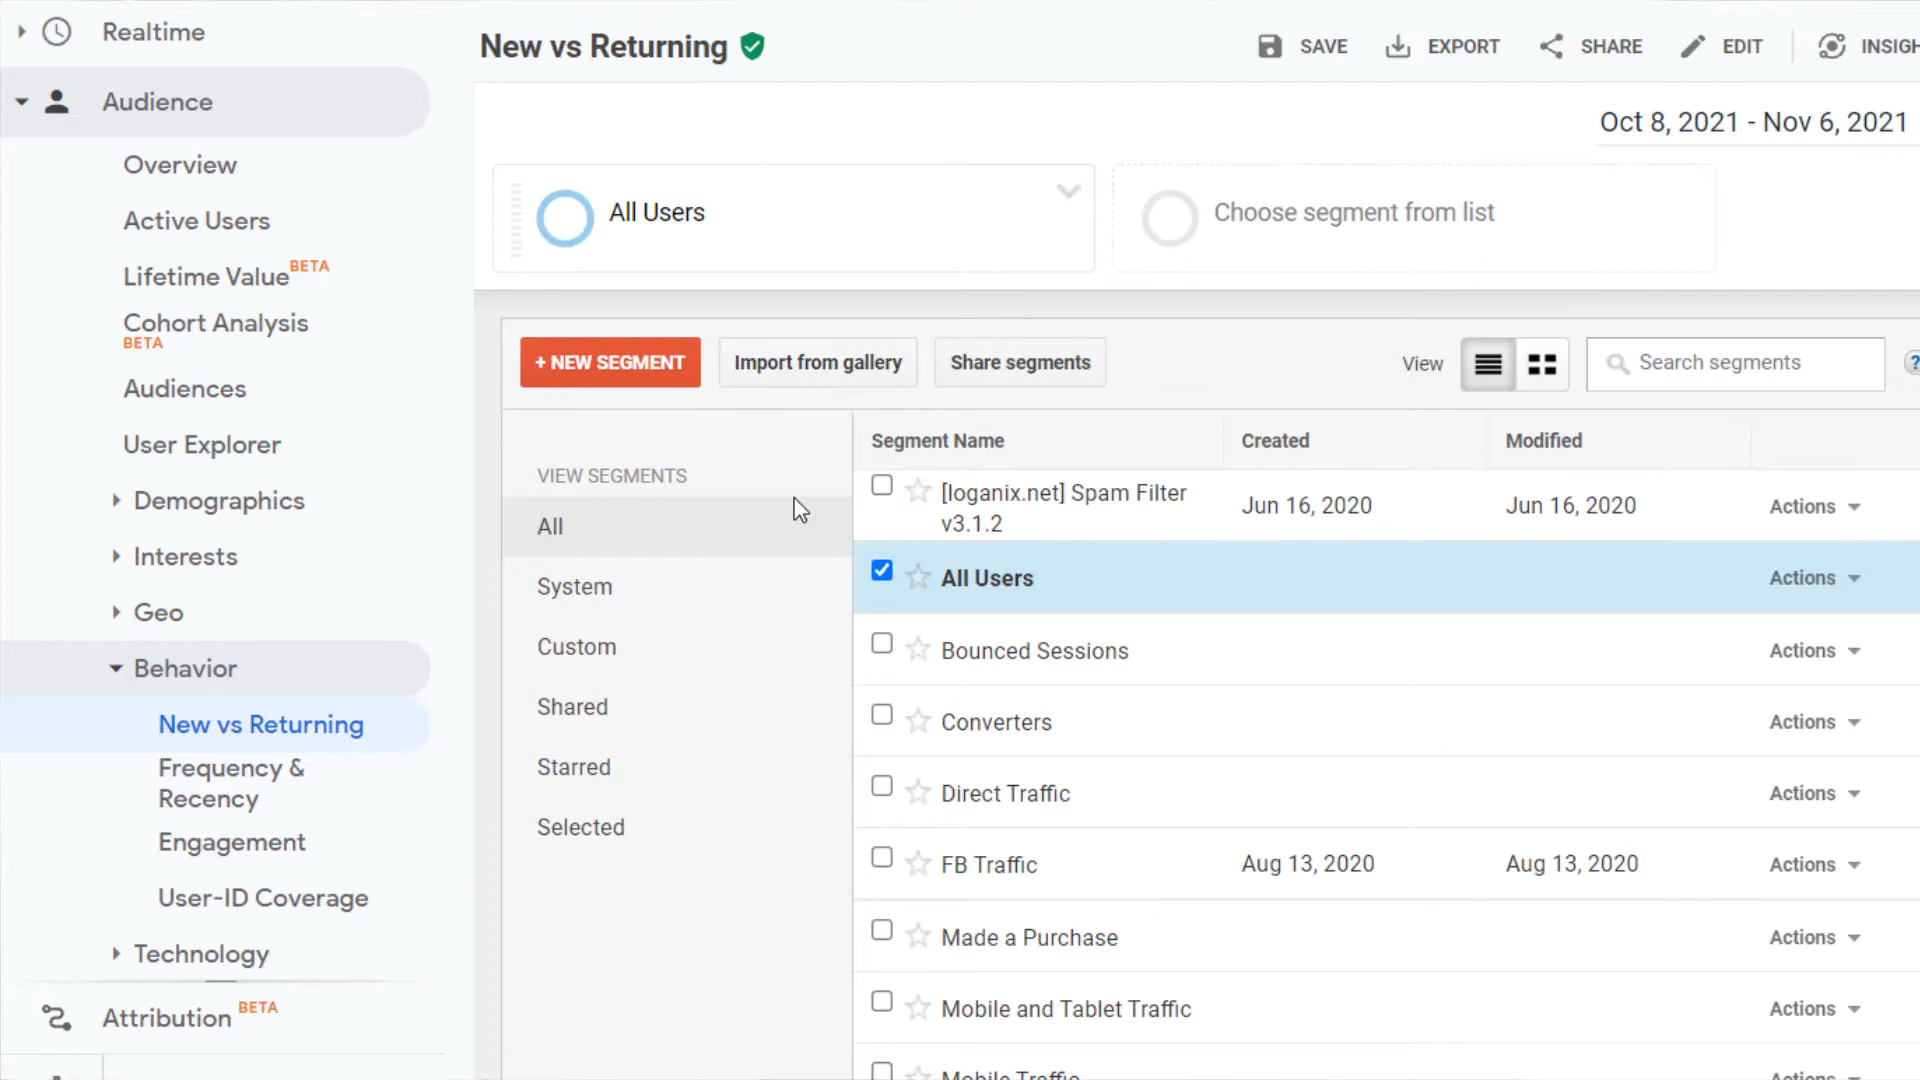 Realtime
Audience
Overview
Active Users
Lifetime Value BETA
Cohort Analysis
BETA
Audiences
User Explorer
Demographics
Interests
Geo
Behavior
New vs Returning
Frequency &
Recency
Engagement
User-ID Coverage
Technology
Attribution BETA
New vs Returning
SAVE
EXPORT
SHARE
EDIT
INSIGH
Oct 8, 2021 - Nov 6, 2021
All Users
Choose segment from list
+ NEW SEGMENT
Import from gallery
Share segments
View
Search segments
?
VIEW SEGMENTS
All
System
Custom
Shared
Starred
Selected
Segment Name Created Modified
[loganix.net] Spam Filter
v3.1.2
Jun 16, 2020 Jun 16, 2020 Actions
All Users Actions
Bounced Sessions Actions
Converters Actions
Direct Traffic Actions
FB Traffic Aug 13, 2020 Aug 13, 2020 Actions
Made a Purchase Actions
Mobile and Tablet Traffic Actions
Mobile Traffic Actions